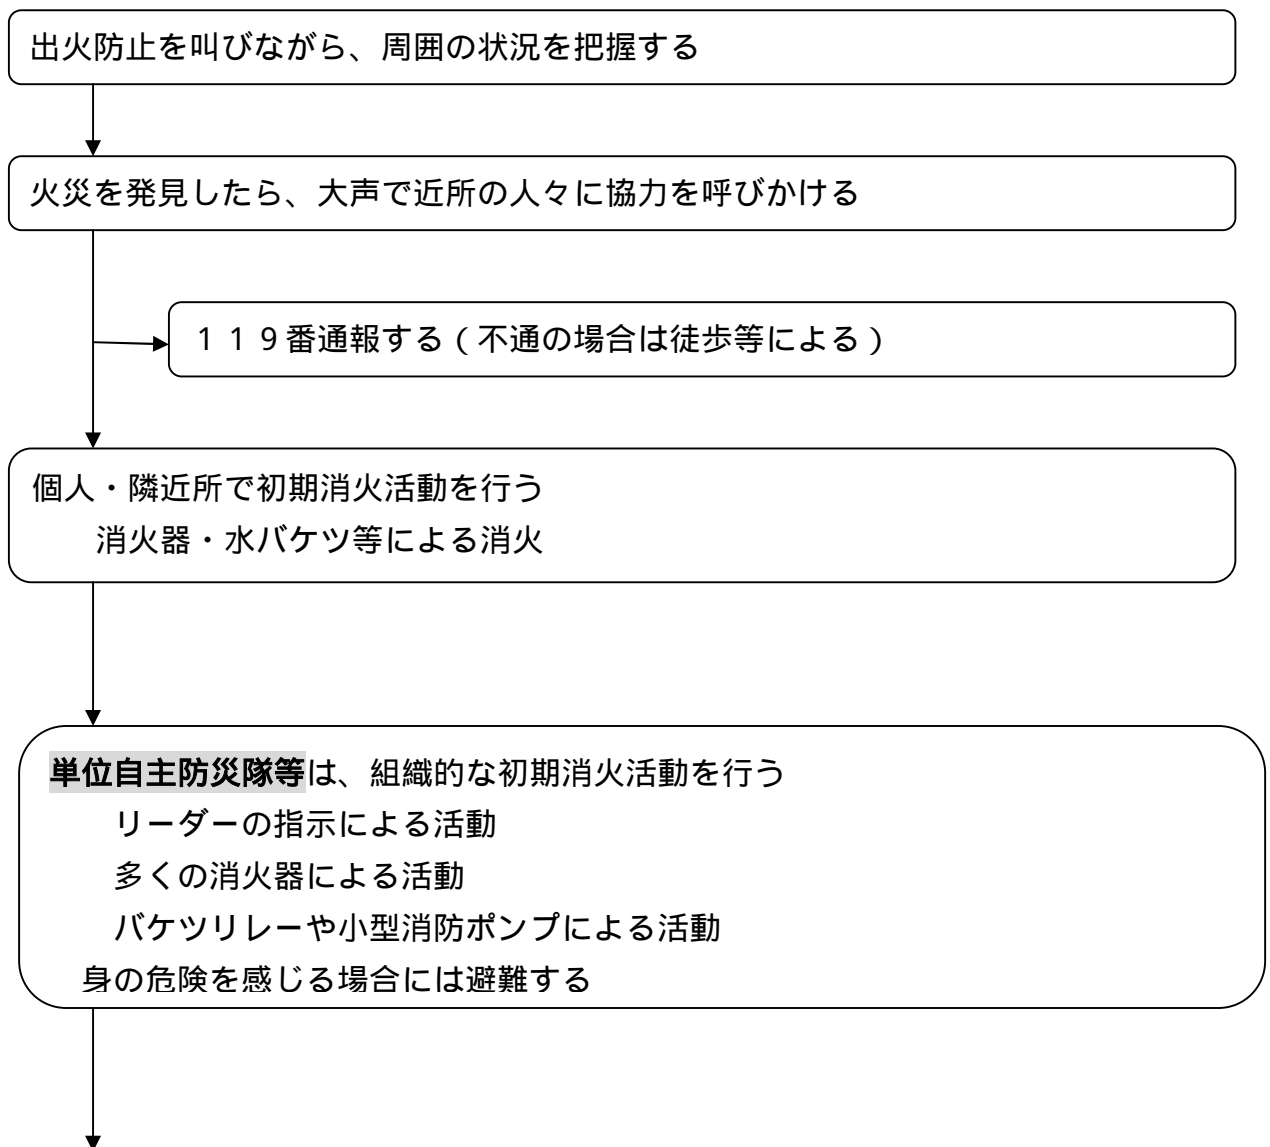 出火防止を叫びながら、周囲の状況を把握する
火災を発見したら、大声で近所の人々に協力を呼びかける
１１９番通報する（不通の場合は徒歩等による）
個人・隣近所で初期消火活動を行う
消火器・水バケツ等による消火
単位自主防災隊等は、組織的な初期消火活動を行う
リーダーの指示による活動
多くの消火器による活動
バケツリレーや小型消防ポンプによる活動
身の危険を感じる場合には避難する